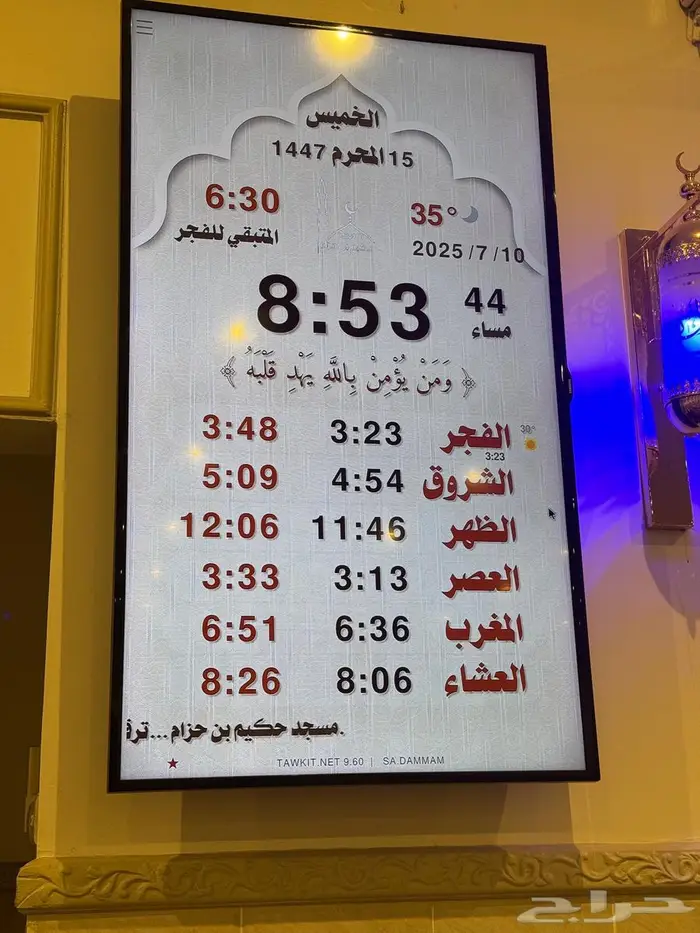 الخميس
15 المحرم 1447
35° 6:30
المتبقي للفجر
2025/7/10
8:53 44
مساء
﴿ وَمَنْ يُؤْمِنْ بِاللَّهِ يَهْدِ قَلْبَهُ ﴾
الفجر 3:23 3:48
30°
3:23
الشروق 4:54 5:09
الظهر 11:46 12:06
العصر 3:13 3:33
المغرب 6:36 6:51
العشاء 8:06 8:26
مسجد حكيم بن حزام...
TAWKIT.NET 9.60 | SA.DAMMAM
حراج